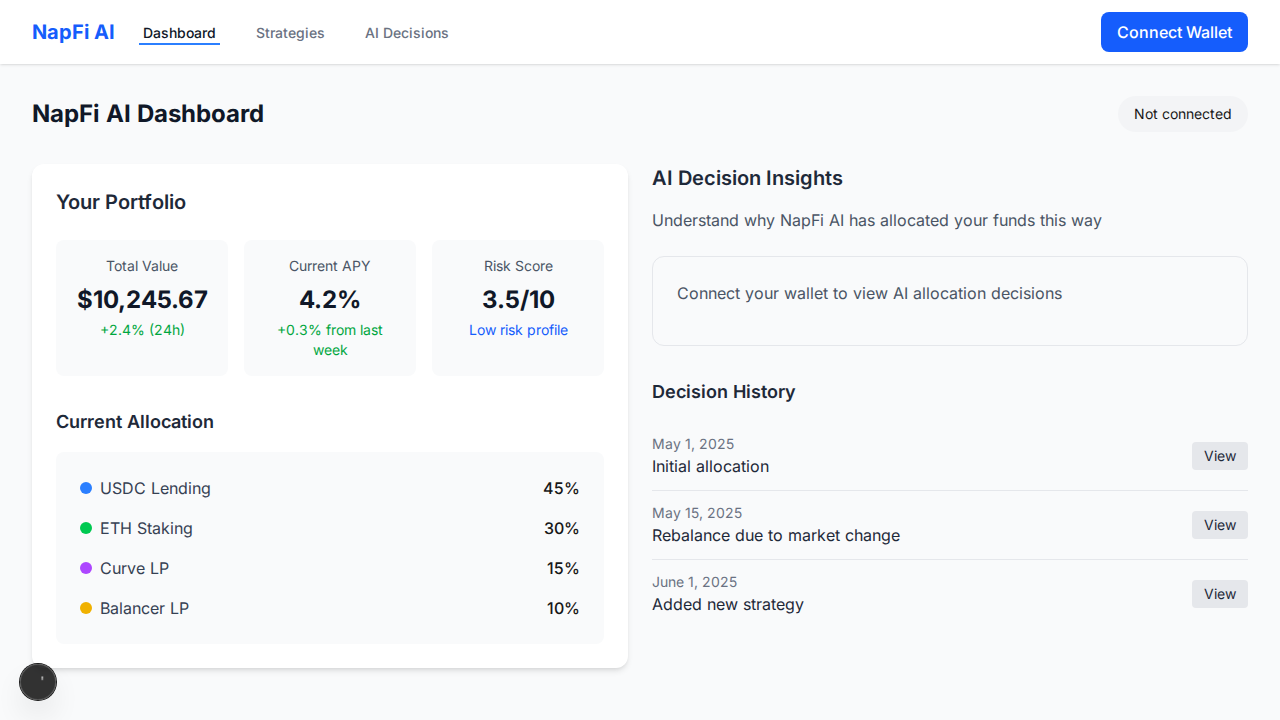 NapFi AI
Dashboard
Strategies
AI Decisions
Connect Wallet
NapFi AI Dashboard
Not connected
Your Portfolio
Total Value
$10,245.67
+2.4% (24h)
Current APY
4.2%
+0.3% from last
week
Risk Score
3.5/10
Low risk profile
Current Allocation
USDC Lending 45%
ETH Staking 30%
Curve LP 15%
Balancer LP 10%
AI Decision Insights
Understand why NapFi AI has allocated your funds this way
Connect your wallet to view AI allocation decisions
Decision History
May 1, 2025
Initial allocation
View
May 15, 2025
Rebalance due to market change
View
June 1, 2025
Added new strategy
View